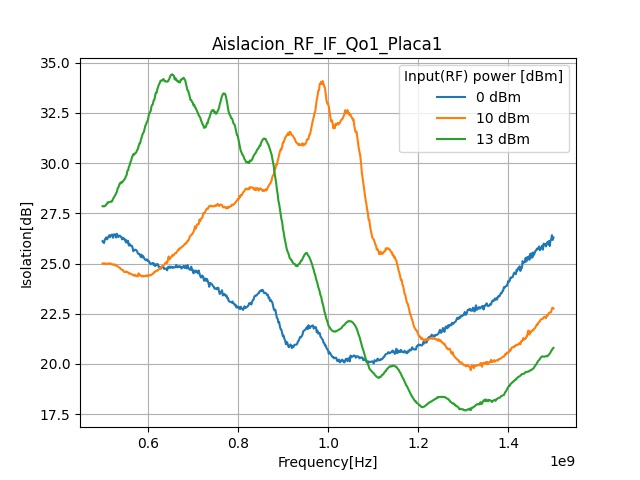 Aislacion_RF_IF_Qo1_Placa1
Isolation[dB]
35.0
32.5
30.0
27.5
25.0
22.5
20.0
17.5
Input(RF) power [dBm]
0 dBm
10 dBm
13 dBm
0.6 0.8 1.0 1.2 1.4
1e9
Frequency[Hz]